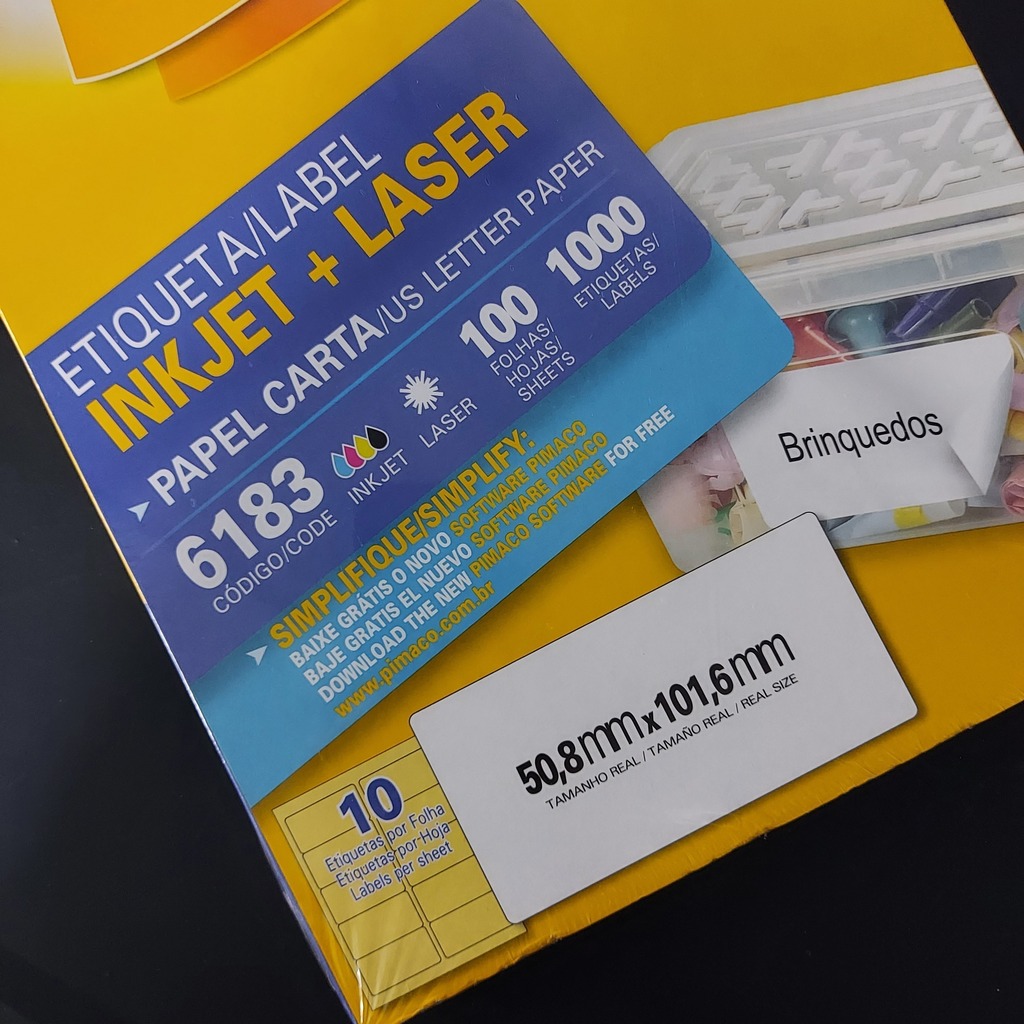 ETIQUETA/LABEL
INKJET + LASER
PAPEL CARTA/US LETTER PAPER
6183
CÓDIGO/CODE
INKJET
LASER
100
FOLHAS/
HOJAS/
SHEETS
1000
ETIQUETAS/
LABELS
SIMPLIFIQUE/SIMPLIFY:
BAIXE GRÁTIS O NOVO SOFTWARE PIMACO
BAJE GRATIS EL NUEVO SOFTWARE PIMACO
DOWNLOAD THE NEW PIMACO SOFTWARE FOR FREE
www.pimaco.com.br
Brinquedos
50,8mm x 101,6mm
TAMANHO REAL / TAMAÑO REAL / REAL SIZE
10
Etiquetas por Folha
Etiquetas por Hoja
Labels per sheet